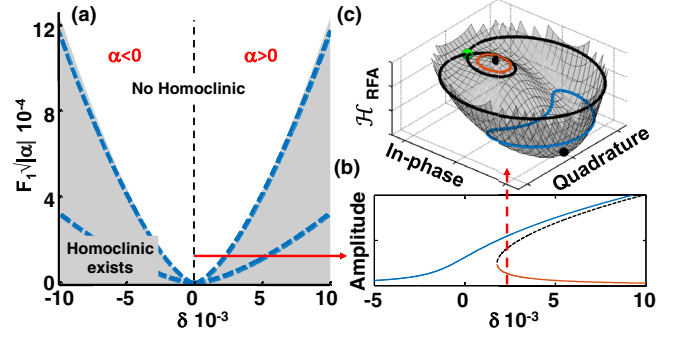 (a)
α<0
α>0
No Homoclinic
Homoclinic
exists
F₁√|α| 10⁻⁴
12
8
4
0
-10
-5
0
5
10
δ 10⁻³
(c)
ℋ RFA
In-phase
Quadrature
(b)
Amplitude
-5
0
5
10
δ 10⁻³